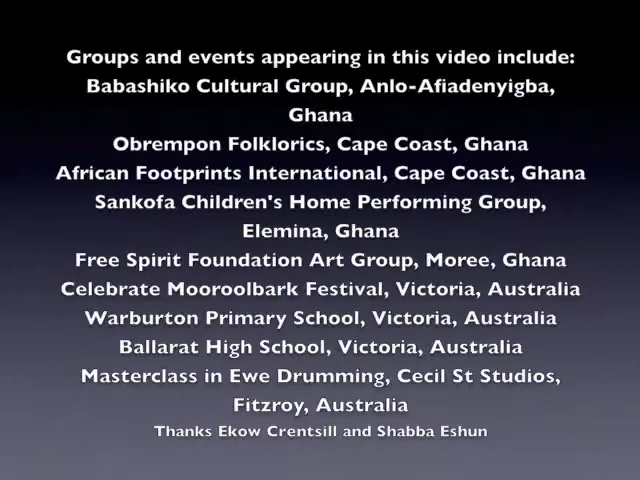 Groups and events appearing in this video include:
Babashiko Cultural Group, Anlo-Afiadenyigba,
Ghana
Obrempon Folklorics, Cape Coast, Ghana
African Footprints International, Cape Coast, Ghana
Sankofa Children's Home Performing Group,
Elemina, Ghana
Free Spirit Foundation Art Group, Moree, Ghana
Celebrate Mooroolbark Festival, Victoria, Australia
Warburton Primary School, Victoria, Australia
Ballarat High School, Victoria, Australia
Masterclass in Ewe Drumming, Cecil St Studios,
Fitzroy, Australia
Thanks Ekow Crentsill and Shabba Eshun